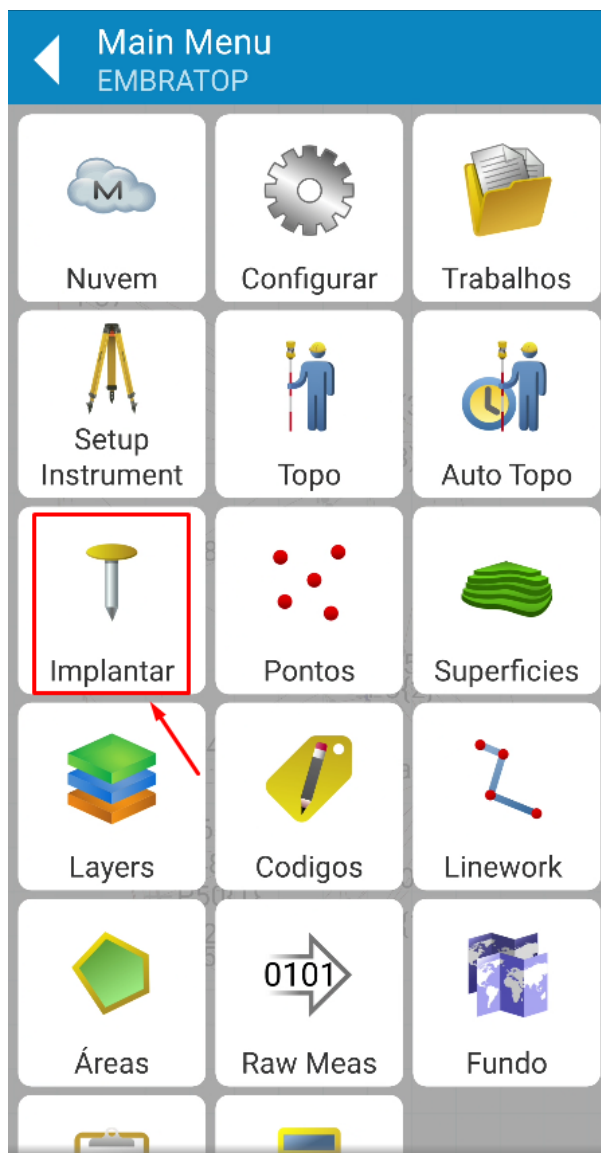 Main Menu
EMBRATOP
M
Nuvem
Configurar
Trabalhos
Setup
Instrument
Topo
Auto Topo
Implantar
Pontos
Superficies
Layers
Codigos
Linework
0101
Áreas
Raw Meas
Fundo